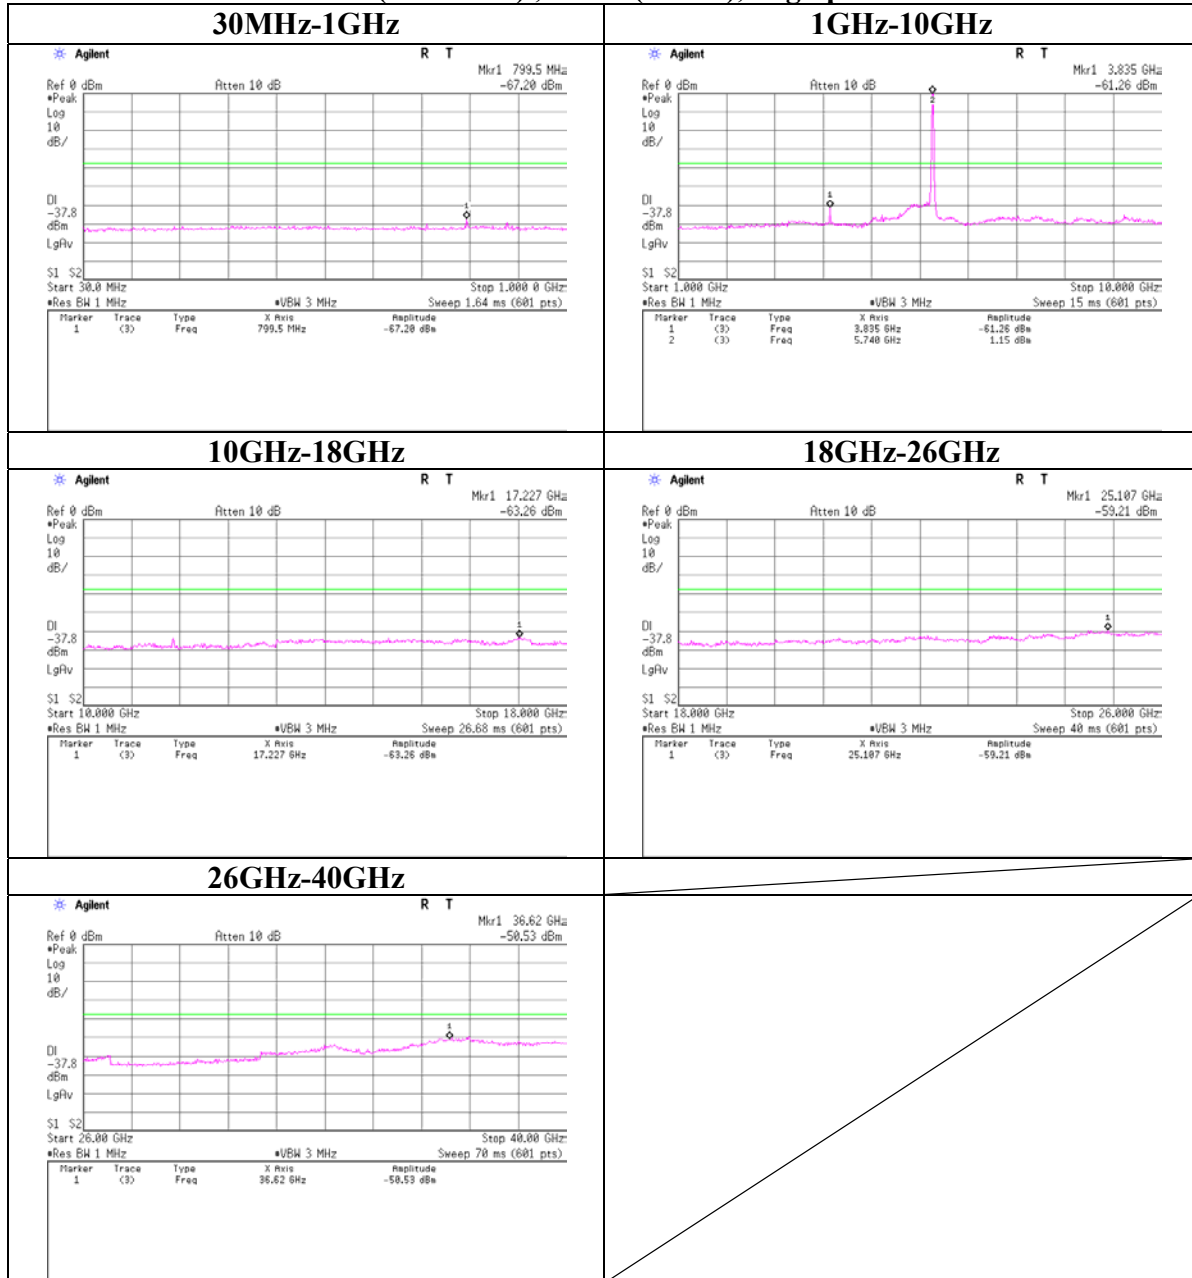 30MHz-1GHz
Agilent R T
Mkr1 799.5 MHz
Ref 0 dBm Atten 10 dB -67.20 dBm
#Peak
Log
10
dB/
1
DI
-37.8
dBm
LgAv
S1 S2
Start 30.0 MHz Stop 1.000 0 GHz
#Res BW 1 MHz #VBW 3 MHz Sweep 1.64 ms (601 pts)
Marker Trace Type X Axis Amplitude
1 (3) Freq 799.5 MHz -67.20 dBm
1GHz-10GHz
Agilent R T
Mkr1 3.835 GHz
Ref 0 dBm Atten 10 dB -61.26 dBm
#Peak
Log
10
dB/
2
1
DI
-37.8
dBm
LgAv
S1 S2
Start 1.000 GHz Stop 10.000 GHz
#Res BW 1 MHz #VBW 3 MHz Sweep 15 ms (601 pts)
Marker Trace Type X Axis Amplitude
1 (3) Freq 3.835 GHz -61.26 dBm
2 (3) Freq 5.740 GHz 1.15 dBm
10GHz-18GHz
Agilent R T
Mkr1 17.227 GHz
Ref 0 dBm Atten 10 dB -63.26 dBm
#Peak
Log
10
dB/
1
DI
-37.8
dBm
LgAv
S1 S2
Start 10.000 GHz Stop 18.000 GHz
#Res BW 1 MHz #VBW 3 MHz Sweep 26.68 ms (601 pts)
Marker Trace Type X Axis Amplitude
1 (3) Freq 17.227 GHz -63.26 dBm
18GHz-26GHz
Agilent R T
Mkr1 25.107 GHz
Ref 0 dBm Atten 10 dB -59.21 dBm
#Peak
Log
10
dB/
1
DI
-37.8
dBm
LgAv
S1 S2
Start 18.000 GHz Stop 26.000 GHz
#Res BW 1 MHz #VBW 3 MHz Sweep 40 ms (601 pts)
Marker Trace Type X Axis Amplitude
1 (3) Freq 25.107 GHz -59.21 dBm
26GHz-40GHz
Agilent R T
Mkr1 36.62 GHz
Ref 0 dBm Atten 10 dB -50.53 dBm
#Peak
Log
10
dB/
1
DI
-37.8
dBm
LgAv
S1 S2
Start 26.00 GHz Stop 40.00 GHz
#Res BW 1 MHz #VBW 3 MHz Sweep 70 ms (601 pts)
Marker Trace Type X Axis Amplitude
1 (3) Freq 36.62 GHz -50.53 dBm